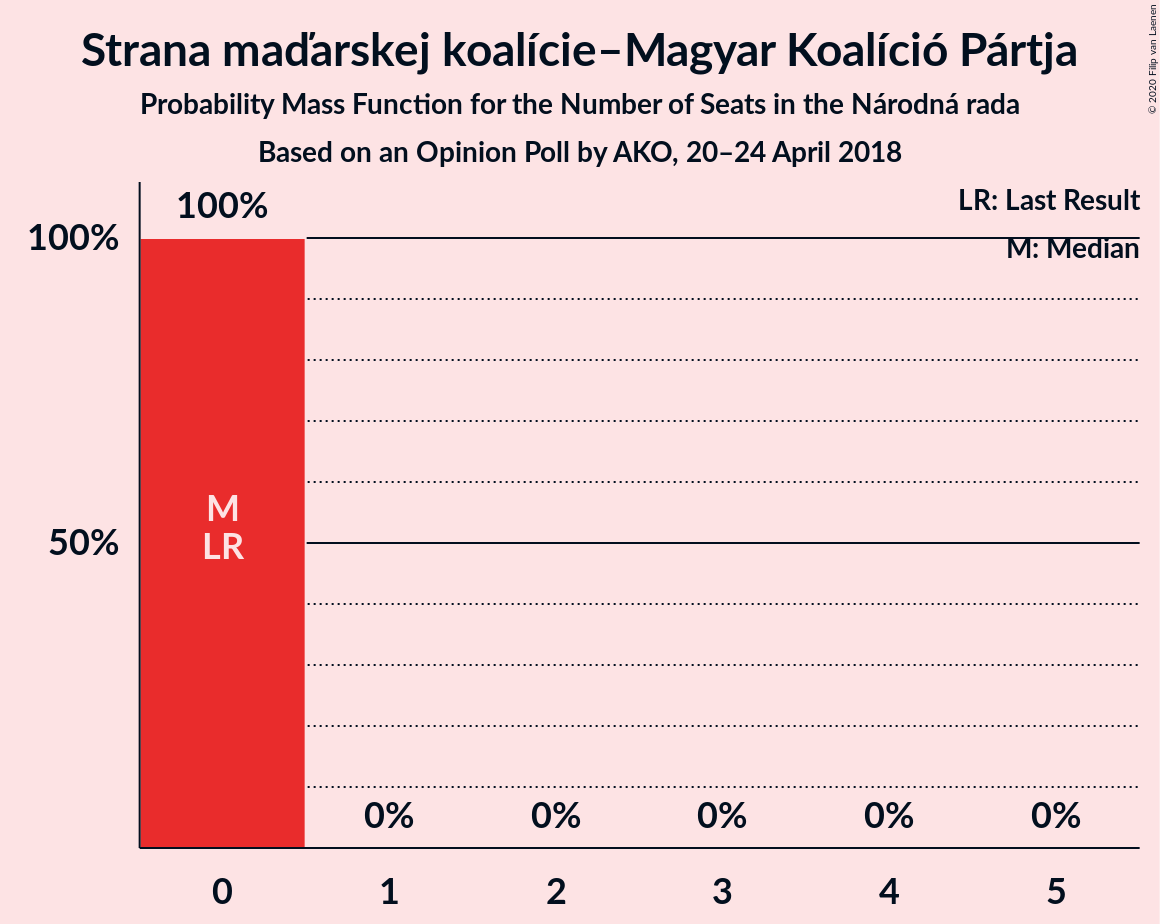 Strana maďarskej koalície–Magyar Koalíció Pártja
Probability Mass Function for the Number of Seats in the Národná rada
Based on an Opinion Poll by AKO, 20–24 April 2018
© 2020 Filip van Laenen
LR: Last Result
M: Median
100%
100%
50%
M
LR
0%
0%
0%
0%
0%
0
1
2
3
4
5